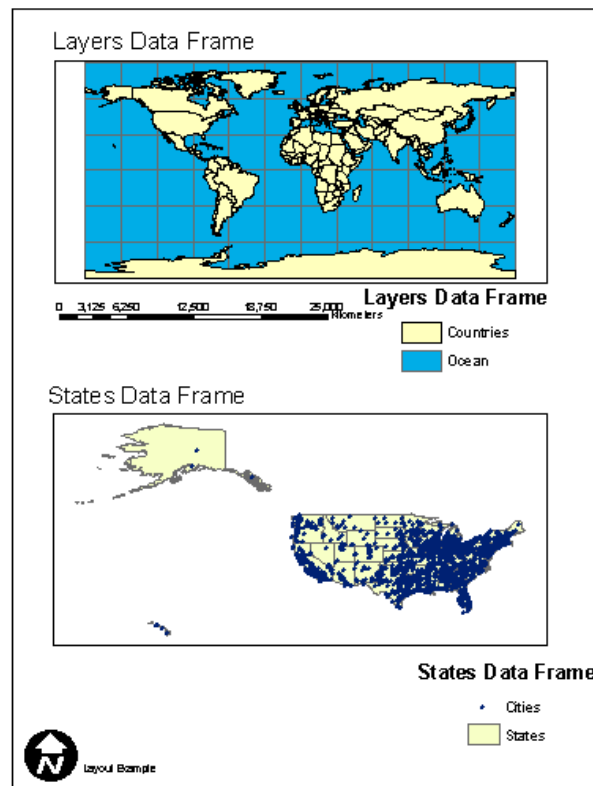 Layers Data Frame
0 3,125 6,250 12,500 18,750 25,000
Kilometers
Layers Data Frame
Countries
Ocean
States Data Frame
States Data Frame
Cities
States
N
Layout Example